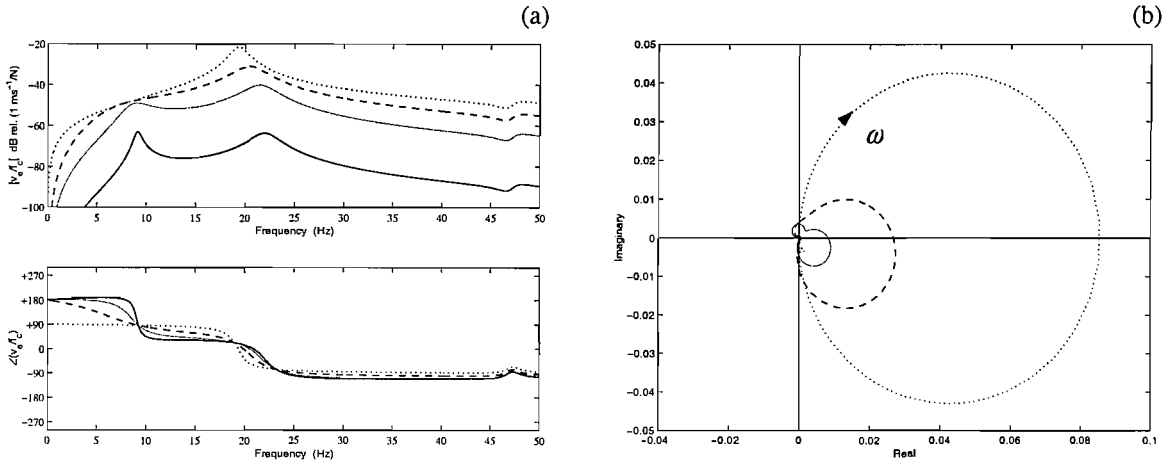 (a)
|v_e/f_c| dB rel. (1 ms⁻¹/N)
-20
-40
-60
-80
-100
0 5 10 15 20 25 30 35 40 45 50
Frequency (Hz)
∠(v_e/f_c)
+270
+180
+90
0
-90
-180
-270
0 5 10 15 20 25 30 35 40 45 50
Frequency (Hz)
(b)
Imaginary
0.05
0.04
0.03
0.02
0.01
0
-0.01
-0.02
-0.03
-0.04
-0.05
ω
-0.04 -0.02 0 0.02 0.04 0.06 0.08 0.1
Real